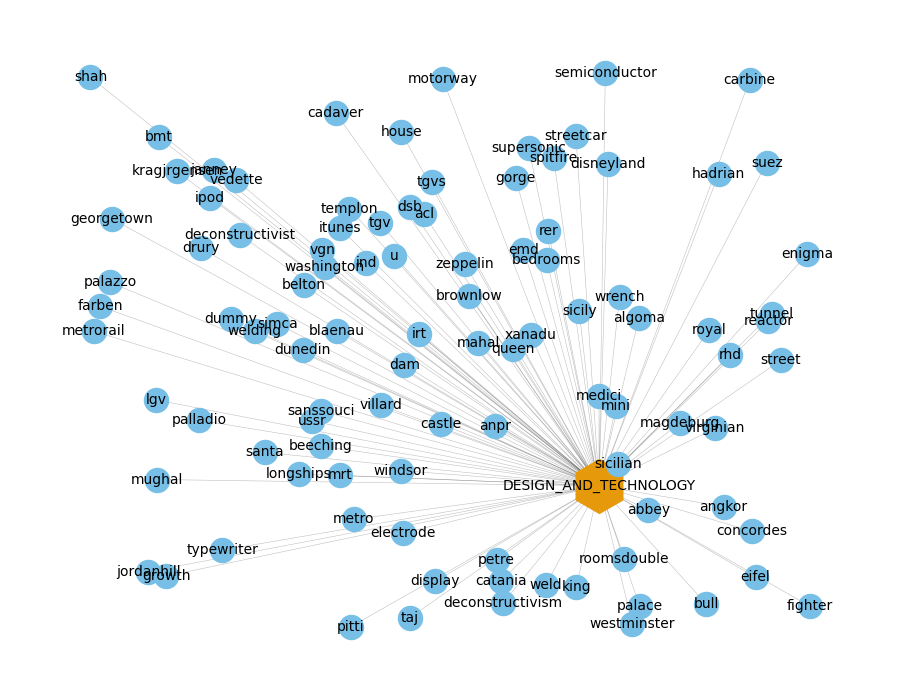 shah
semiconductor
motorway
carbine
cadaver
house
streetcar
bmt
supersonic
spitfire
disneyland
suez
kragjrgensen
janney
vedette
gorge
hadrian
tgvs
ipod
templon
dsb
acl
georgetown
itunes
tgv
rer
deconstructivist
drury
vgn
emd
bedrooms
enigma
washington
ind
u
zeppelin
palazzo
belton
brownlow
wrench
farben
sicily
algoma
tunnel
reactor
dummy
simca
welding
metrorail
blaenau
irt
xanadu
royal
mahal
queen
dunedin
rhd
street
dam
medici
mini
lgv
villard
sanssouci
ussr
palladio
castle
anpr
magdeburg
virginian
beeching
santa
sicilian
longships
mrt
windsor
mughal
DESIGN_AND_TECHNOLOGY
abbey
angkor
metro
electrode
concordes
typewriter
petre
roomsdouble
jordanhill
growth
display
catania
weld
king
eifel
deconstructivism
palace
bull
fighter
taj
westminster
pitti